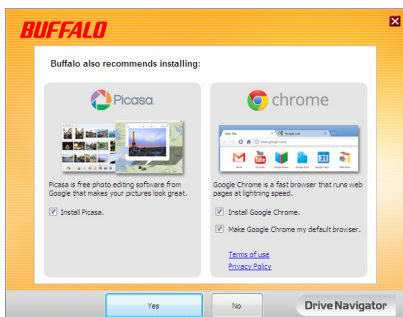 BUFFALO
Buffalo also recommends installing:
Picasa
Picasa is free photo editing software from
Google that makes your pictures look great.
Install Picasa.
chrome
Google Chrome is a fast browser that runs web
pages at lightning speed.
Install Google Chrome.
Make Google Chrome my default browser.
Terms of use
Privacy Policy
Yes
No
DriveNavigator